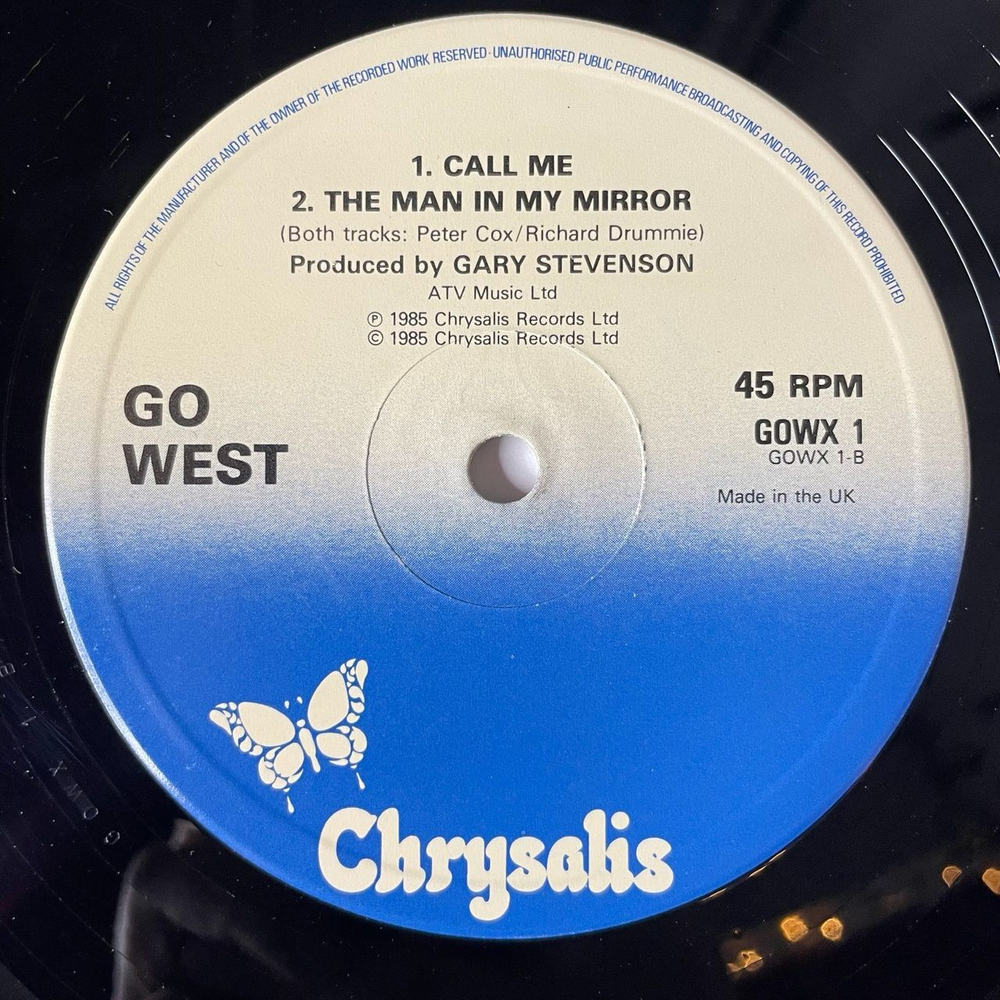 ALL RIGHTS OF THE MANUFACTURER AND OF THE OWNER OF THE RECORDED WORK RESERVED · UNAUTHORISED PUBLIC PERFORMANCE BROADCASTING AND COPYING OF THIS RECORD PROHIBITED
1. CALL ME
2. THE MAN IN MY MIRROR
(Both tracks: Peter Cox/Richard Drummie)
Produced by GARY STEVENSON
ATV Music Ltd
℗ 1985 Chrysalis Records Ltd
© 1985 Chrysalis Records Ltd
GO
WEST
45 RPM
GOWX 1
GOWX 1-B
Made in the UK
Chrysalis
GOWX